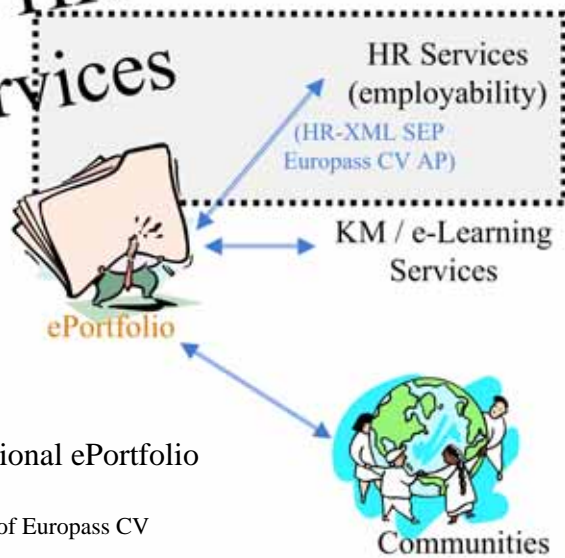 rvices
HR Services
(employability)
(HR-XML SEP
Europass CV AP)
KM / e-Learning
Services
ePortfolio
ional ePortfolio
of Europass CV
Communities